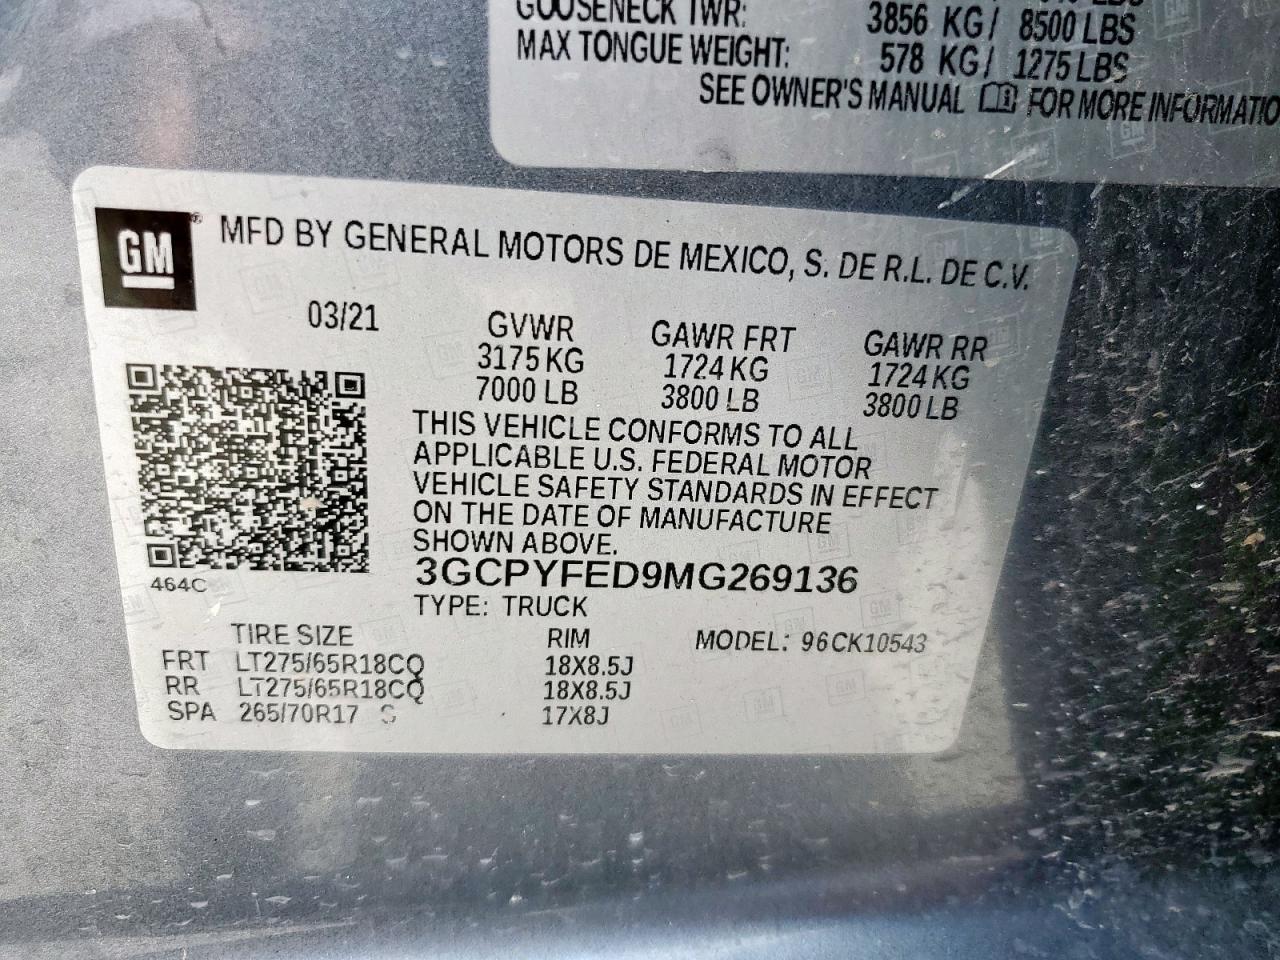 GOOSENECK TWR: 3856 KG/ 8500 LBS
MAX TONGUE WEIGHT: 578 KG/ 1275 LBS
SEE OWNER'S MANUAL FOR MORE INFORMATIO
GM® MFD BY GENERAL MOTORS DE MEXICO, S. DE R.L. DE C.V.
03/21 GVWR GAWR FRT GAWR RR
3175 KG 1724 KG 1724 KG
7000 LB 3800 LB 3800 LB
THIS VEHICLE CONFORMS TO ALL
APPLICABLE U.S. FEDERAL MOTOR
VEHICLE SAFETY STANDARDS IN EFFECT
ON THE DATE OF MANUFACTURE
SHOWN ABOVE.
464C 3GCPYFED9MG269136
TYPE: TRUCK
TIRE SIZE RIM MODEL: 96CK10543
FRT LT275/65R18CQ 18X8.5J
RR LT275/65R18CQ 18X8.5J
SPA 265/70R17 S 17X8J